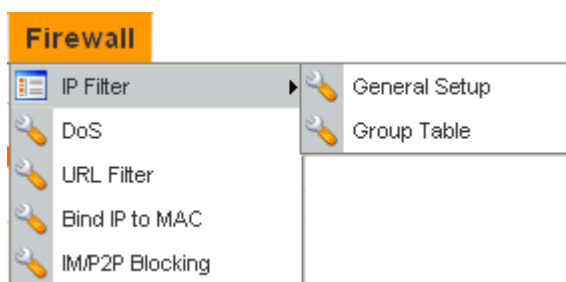 Firewall
IP Filter
General Setup
DoS
Group Table
URL Filter
Bind IP to MAC
IM/P2P Blocking